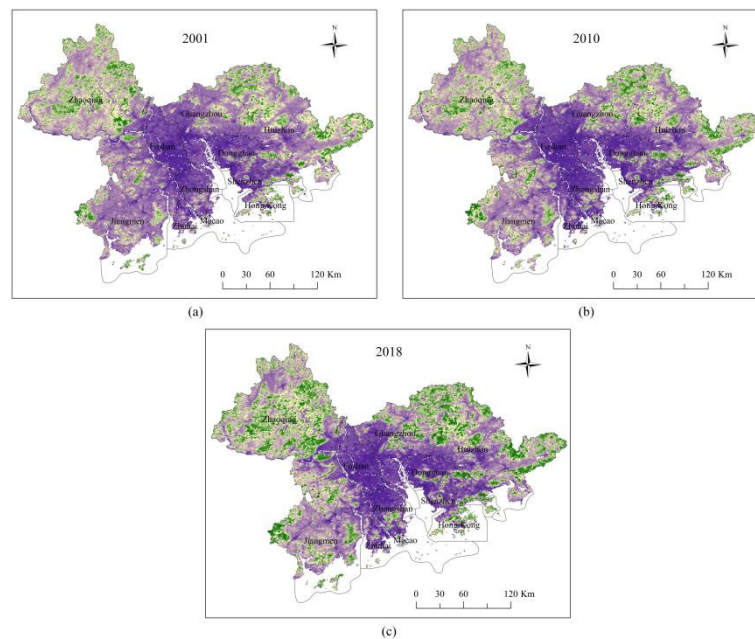 2001
N
Zhaoqing
Guangzhou
Huizhou
Foshan
Dongguan
Shenzhen
Zhongshan
Hong Kong
Jiangmen
Macao
Zhuhai
0 30 60 120 Km
(a)
2010
N
Zhaoqing
Guangzhou
Huizhou
Foshan
Dongguan
Shenzhen
Zhongshan
Hong Kong
Jiangmen
Macao
Zhuhai
0 30 60 120 Km
(b)
2018
N
Zhaoqing
Guangzhou
Huizhou
Foshan
Dongguan
Shenzhen
Zhongshan
Hong Kong
Jiangmen
Macao
Zhuhai
0 30 60 120 Km
(c)